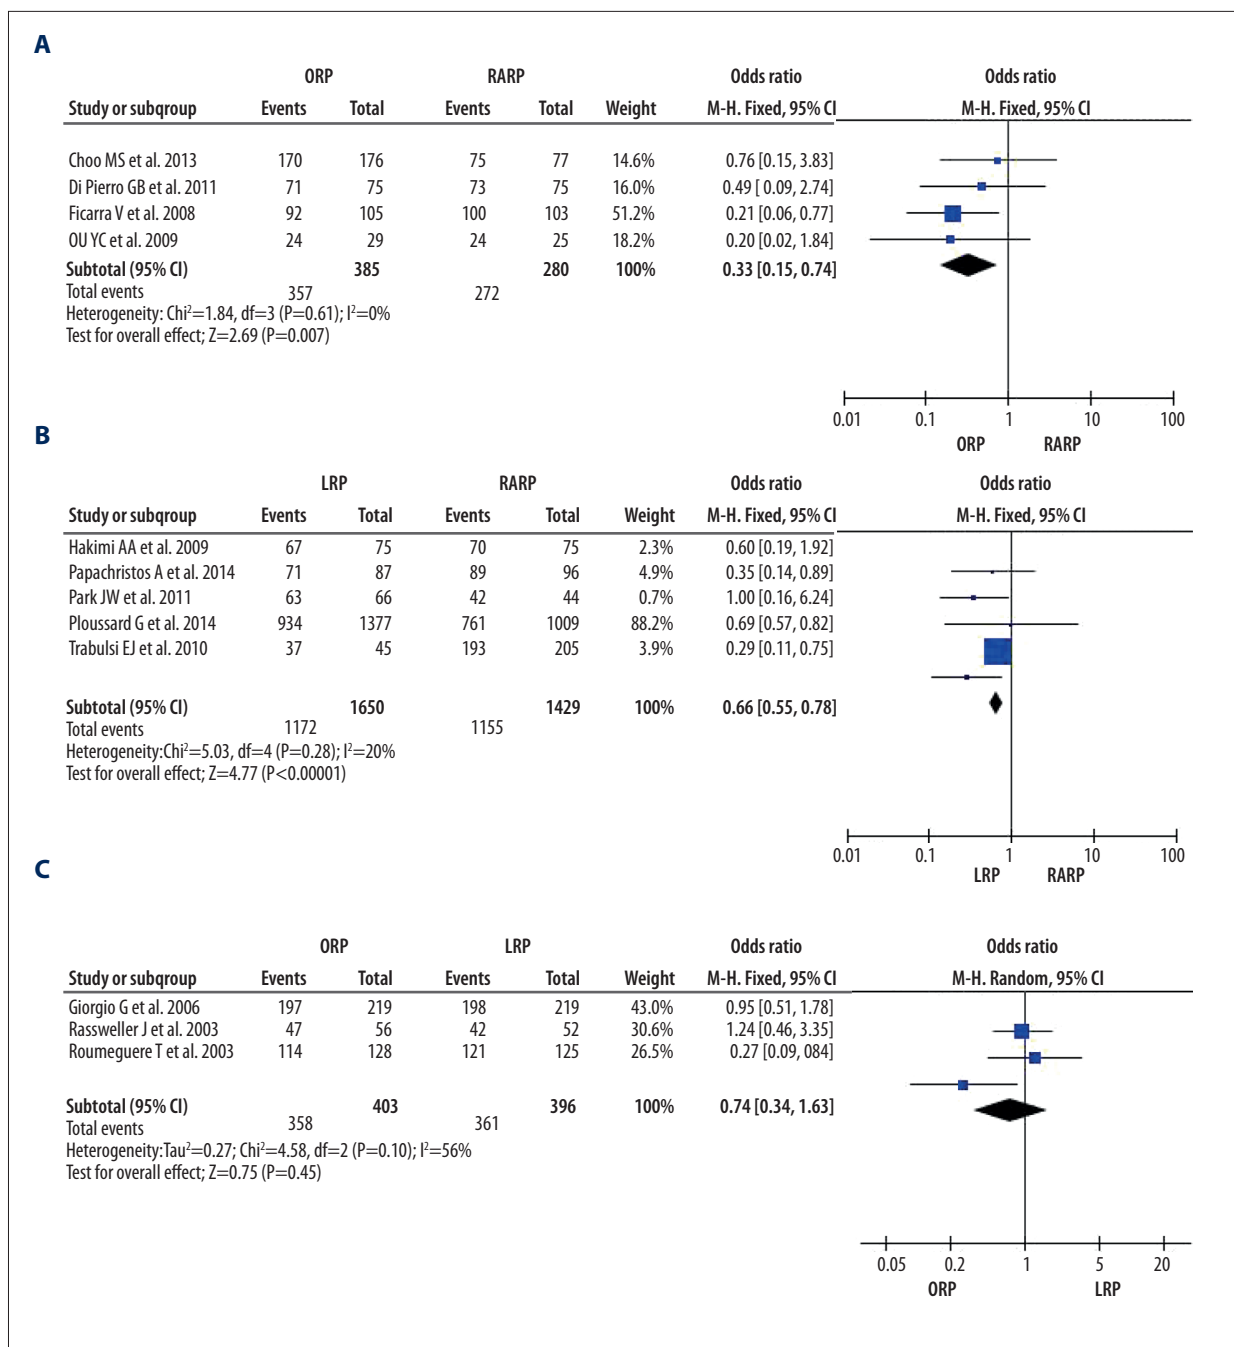 A
ORP RARP Odds ratio Odds ratio
Study or subqroup Events Total Events Total Weight M-H. Fixed, 95% CI M-H. Fixed, 95% CI
Choo MS et al. 2013 170 176 75 77 14.6% 0.76 [0.15, 3.83]
Di Pierro GB et al. 2011 71 75 73 75 16.0% 0.49 [ 0.09, 2.74]
Ficarra V et al. 2008 92 105 100 103 51.2% 0.21 [0.06, 0.77]
OU YC et al. 2009 24 29 24 25 18.2% 0.20 [0.02, 1.84]
Subtotal (95% CI) 385 280 100% 0.33 [0.15, 0.74]
Total events 357 272
Heterogeneity: Chi²=1.84, df=3 (P=0.61); I²=0%
Test for overall effect; Z=2.69 (P=0.007)
0.01 0.1 1 10 100
ORP RARP
B
LRP RARP Odds ratio Odds ratio
Study or subqroup Events Total Events Total Weight M-H. Fixed, 95% CI M-H. Fixed, 95% CI
Hakimi AA et al. 2009 67 75 70 75 2.3% 0.60 [0.19, 1.92]
Papachristos A et al. 2014 71 87 89 96 4.9% 0.35 [0.14, 0.89]
Park JW et al. 2011 63 66 42 44 0.7% 1.00 [0.16, 6.24]
Ploussard G et al. 2014 934 1377 761 1009 88.2% 0.69 [0.57, 0.82]
Trabulsi EJ et al. 2010 37 45 193 205 3.9% 0.29 [0.11, 0.75]
Subtotal (95% CI) 1650 1429 100% 0.66 [0.55, 0.78]
Total events 1172 1155
Heterogeneity:Chi²=5.03, df=4 (P=0.28); I²=20%
Test for overall effect; Z=4.77 (P<0.00001)
0.01 0.1 1 10 100
LRP RARP
C
ORP LRP Odds ratio Odds ratio
Study or subqroup Events Total Events Total Weight M-H. Fixed, 95% CI M-H. Random, 95% CI
Giorgio G et al. 2006 197 219 198 219 43.0% 0.95 [0.51, 1.78]
Rassweller J et al. 2003 47 56 42 52 30.6% 1.24 [0.46, 3.35]
Roumeguere T et al. 2003 114 128 121 125 26.5% 0.27 [0.09, 084]
Subtotal (95% CI) 403 396 100% 0.74 [0.34, 1.63]
Total events 358 361
Heterogeneity:Tau²=0.27; Chi²=4.58, df=2 (P=0.10); I²=56%
Test for overall effect; Z=0.75 (P=0.45)
0.05 0.2 1 5 20
ORP LRP